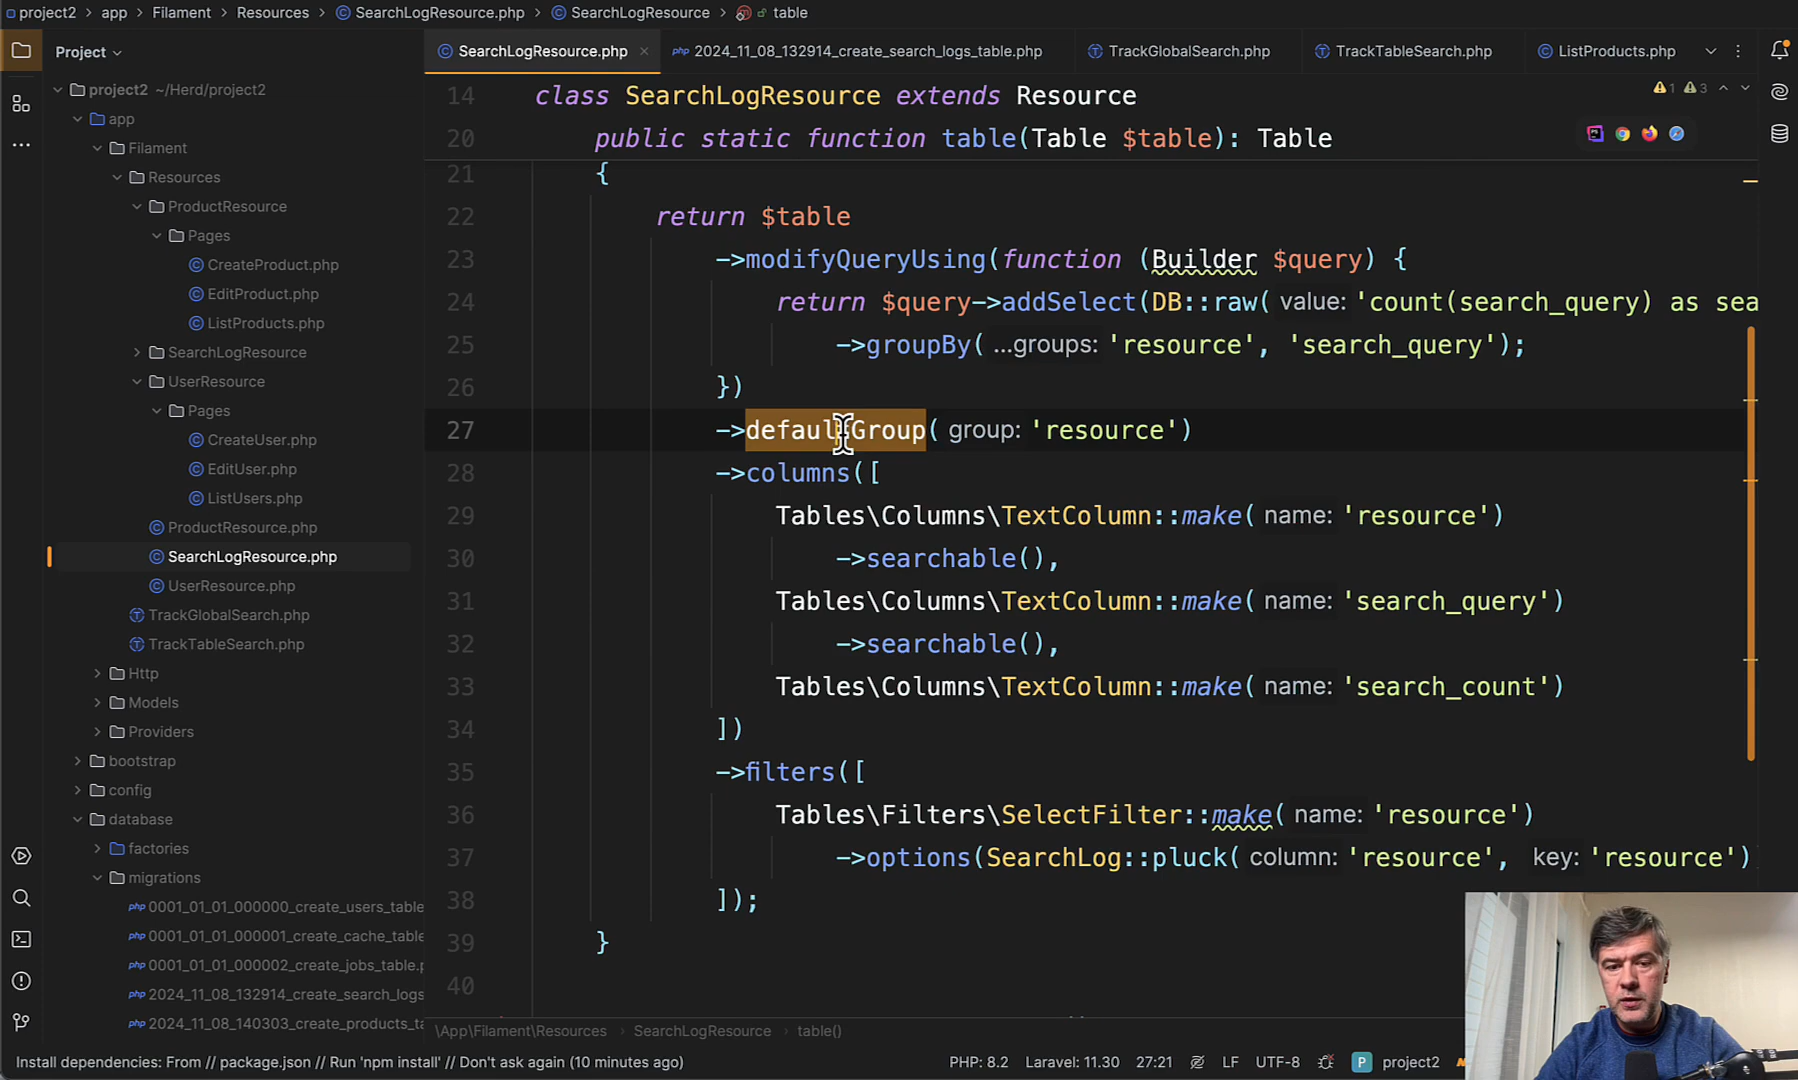 project2 > app > Filament > Resources > SearchLogResource.php > SearchLogResource > table
Project
SearchLogResource.php
2024_11_08_132914_create_search_logs_table.php
TrackGlobalSearch.php
TrackTableSearch.php
ListProducts.php
project2 ~/Herd/project2
app
Filament
Resources
ProductResource
Pages
CreateProduct.php
EditProduct.php
ListProducts.php
SearchLogResource
UserResource
Pages
CreateUser.php
EditUser.php
ListUsers.php
ProductResource.php
SearchLogResource.php
UserResource.php
TrackGlobalSearch.php
TrackTableSearch.php
Http
Models
Providers
bootstrap
config
database
factories
migrations
php 0001_01_01_000000_create_users_table
php 0001_01_01_000001_create_cache_table
php 0001_01_01_000002_create_jobs_table.p
php 2024_11_08_132914_create_search_logs
php 2024_11_08_140303_create_products_ta
14 class SearchLogResource extends Resource
1 3
20 public static function table(Table $table): Table
21 {
22 return $table
23 ->modifyQueryUsing(function (Builder $query) {
24 return $query->addSelect(DB::raw( value: 'count(search_query) as sea
25 ->groupBy( ...groups: 'resource', 'search_query');
26 })
27 ->defaultGroup( group: 'resource')
28 ->columns([
29 Tables\Columns\TextColumn::make( name: 'resource')
30 ->searchable(),
31 Tables\Columns\TextColumn::make( name: 'search_query')
32 ->searchable(),
33 Tables\Columns\TextColumn::make( name: 'search_count')
34 ])
35 ->filters([
36 Tables\Filters\SelectFilter::make( name: 'resource')
37 ->options(SearchLog::pluck( column: 'resource', key: 'resource')
38 ]);
39 }
40
\App\Filament\Resources > SearchLogResource > table()
Install dependencies: From // package.json // Run 'npm install' // Don't ask again (10 minutes ago)
PHP: 8.2 Laravel: 11.30 27:21 LF UTF-8 P project2